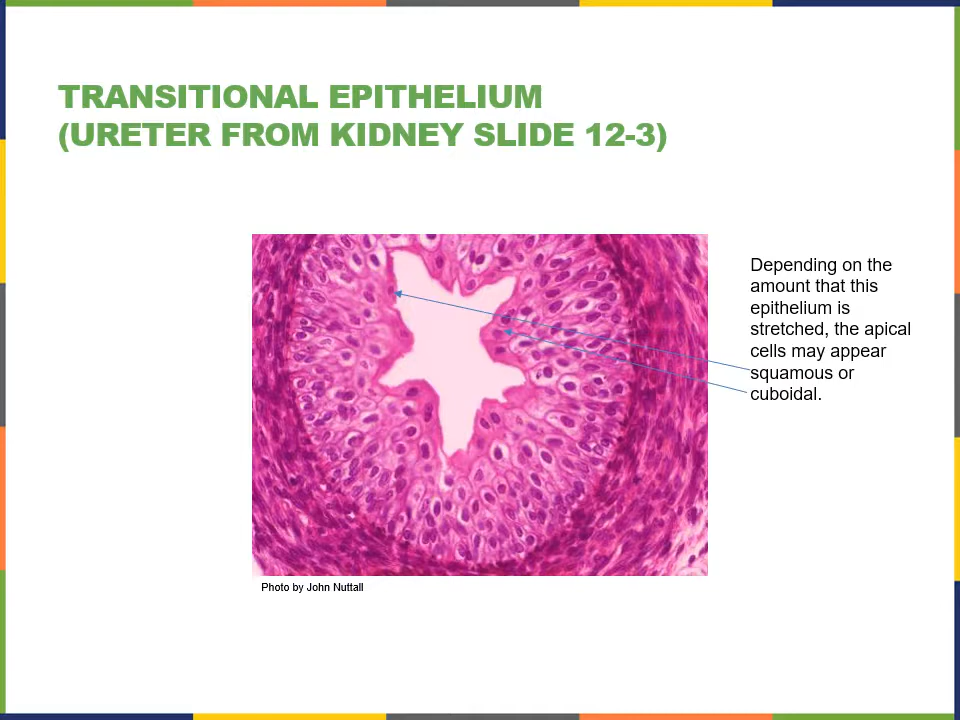 TRANSITIONAL EPITHELIUM
(URETER FROM KIDNEY SLIDE 12-3)
Depending on the
amount that this
epithelium is
stretched, the apical
cells may appear
squamous or
cuboidal.
Photo by John Nuttall